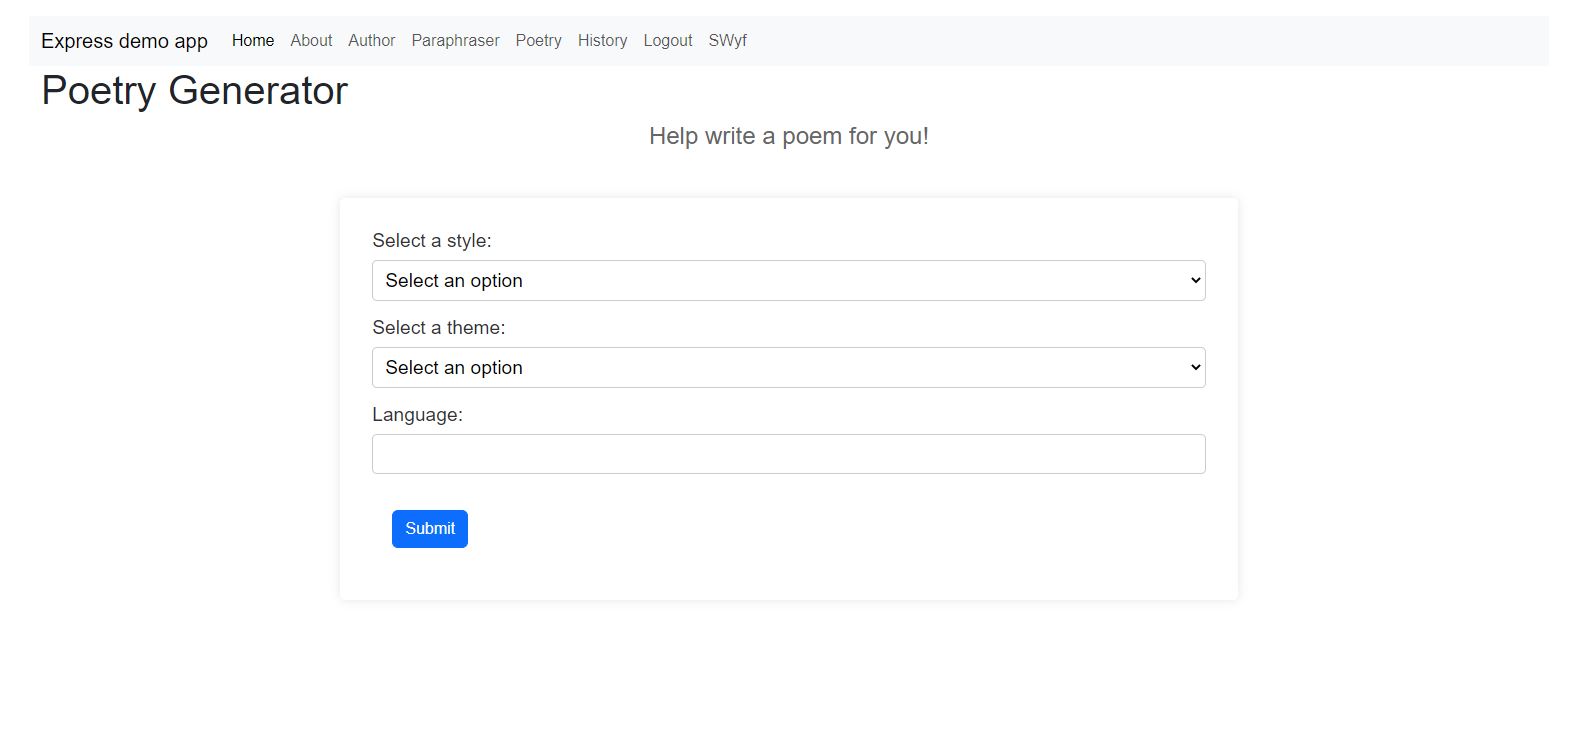 Express demo app Home About Author Paraphraser Poetry History Logout SWyf
Poetry Generator
Help write a poem for you!
Select a style:
Select an option
Select a theme:
Select an option
Language:
Submit